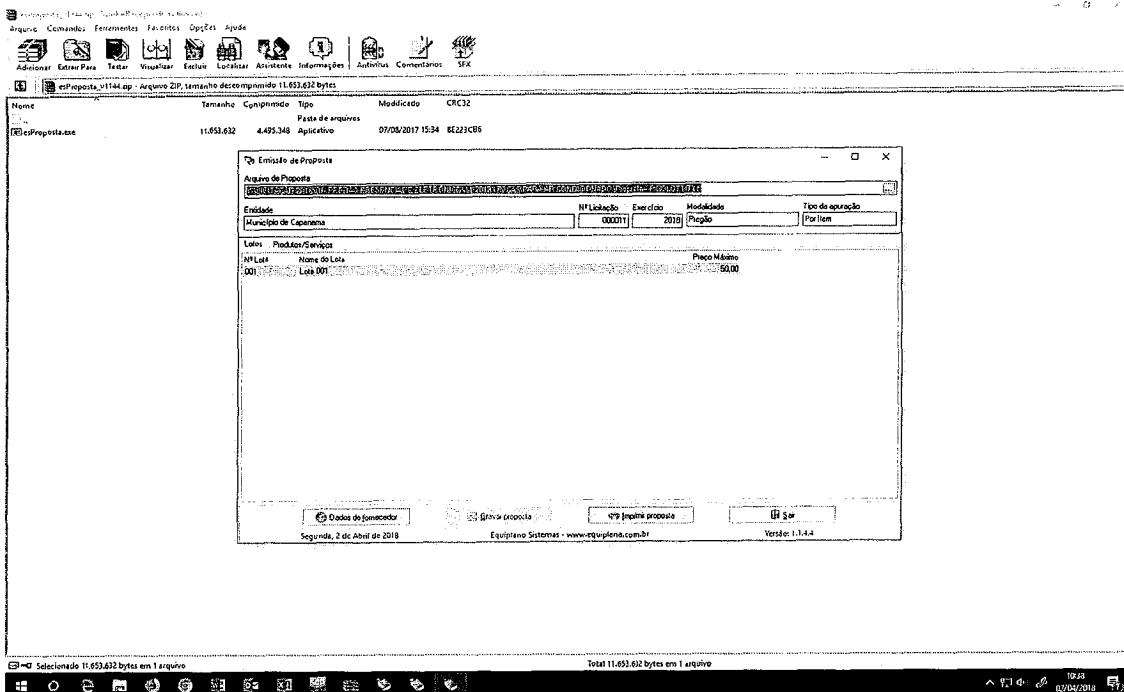 Arquivo Comandos Ferramentas Favoritos Opções Ajuda
Adicionar Extrair Para Testar Visualizar Excluir Localizar Assistente Informações Antivírus Comentários SFX
esProposta_v1144.zip - Arquivo ZIP, tamanho descomprimido 11.653.632 bytes
Nome Tamanho Comprimido Tipo Modificado CRC32
.. Pasta de arquivos
esProposta.exe 11.653.632 4.495.348 Aplicativo 07/08/2017 15:34 8E223CB6
Emissão de Proposta
Arquivo de Proposta
Entidade Nº Licitação Exercício Modalidade Tipo da apuração
Município de Capanema 000011 2018 Pregão Por Item
Lotes Produtos/Serviços
Nº Lote Nome do Lote Preço Máximo
001 Lote 001 50,00
Dados do fornecedor Gravar proposta Imprimir proposta Sair
Segunda, 2 de Abril de 2018 Equiplano Sistemas - www.equiplano.com.br Versão: 1.1.4.4
Selecionado 11.653.632 bytes em 1 arquivo Total 11.653.632 bytes em 1 arquivo
10:38
02/04/2018